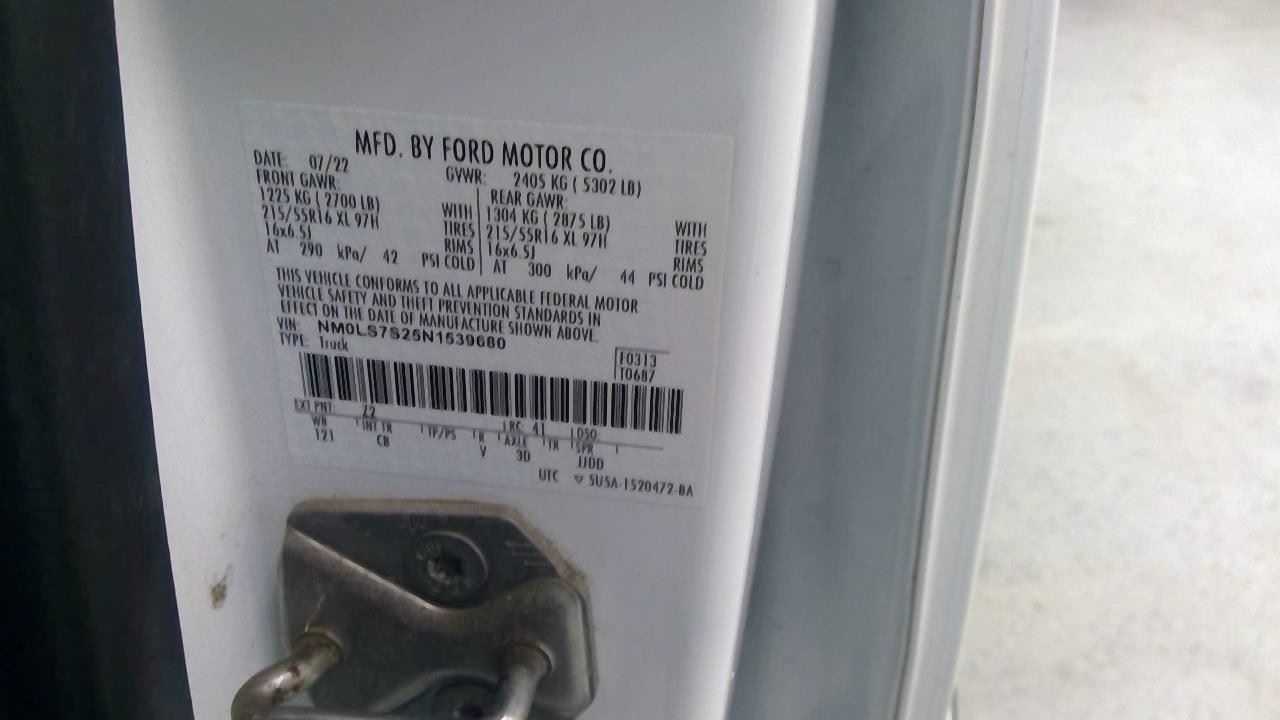 MFD. BY FORD MOTOR CO.
DATE: 07/22 GVWR: 2405 KG ( 5302 LB)
FRONT GAWR: REAR GAWR:
1225 KG ( 2700 LB) WITH 1304 KG ( 2875 LB) WITH
215/55R16 XL 97H TIRES 215/55R16 XL 97H TIRES
16x6.5J RIMS 16x6.5J RIMS
AT 290 kPa/ 42 PSI COLD AT 300 kPa/ 44 PSI COLD
THIS VEHICLE CONFORMS TO ALL APPLICABLE FEDERAL MOTOR
VEHICLE SAFETY AND THEFT PREVENTION STANDARDS IN
EFFECT ON THE DATE OF MANUFACTURE SHOWN ABOVE.
VIN: NM0LS7S25N1539680
TYPE: Truck
F0313
T0687
EXT PNT: Z2 RC: 41 DSO:
WB INT TR TP/PS R AXLE TR SPR
121 CB V 3D JJDD
UTC ▽ 5U5A-1520472-BA